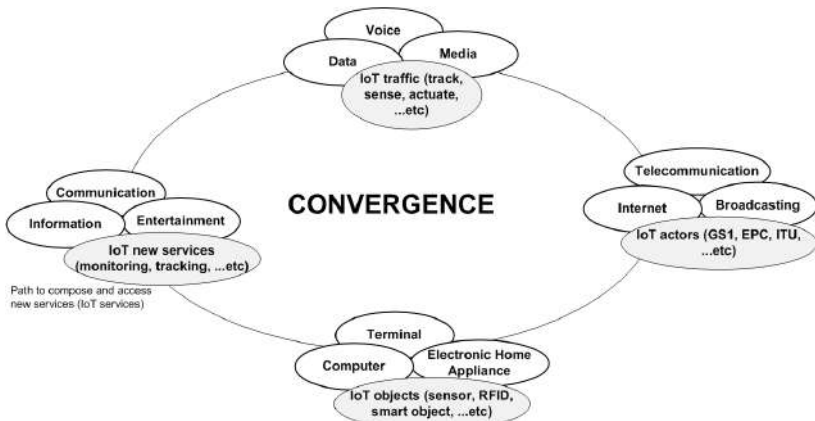 Voice
Data
Media
IoT traffic (track,
sense, actuate,
...etc)
Communication
Information
Entertainment
IoT new services
(monitoring, tracking, ...etc)
Path to compose and access
new services (IoT services)
CONVERGENCE
Telecommunication
Internet
Broadcasting
IoT actors (GS1, EPC, ITU,
...etc)
Terminal
Computer
Electronic Home
Appliance
IoT objects (sensor, RFID,
smart object, ...etc)